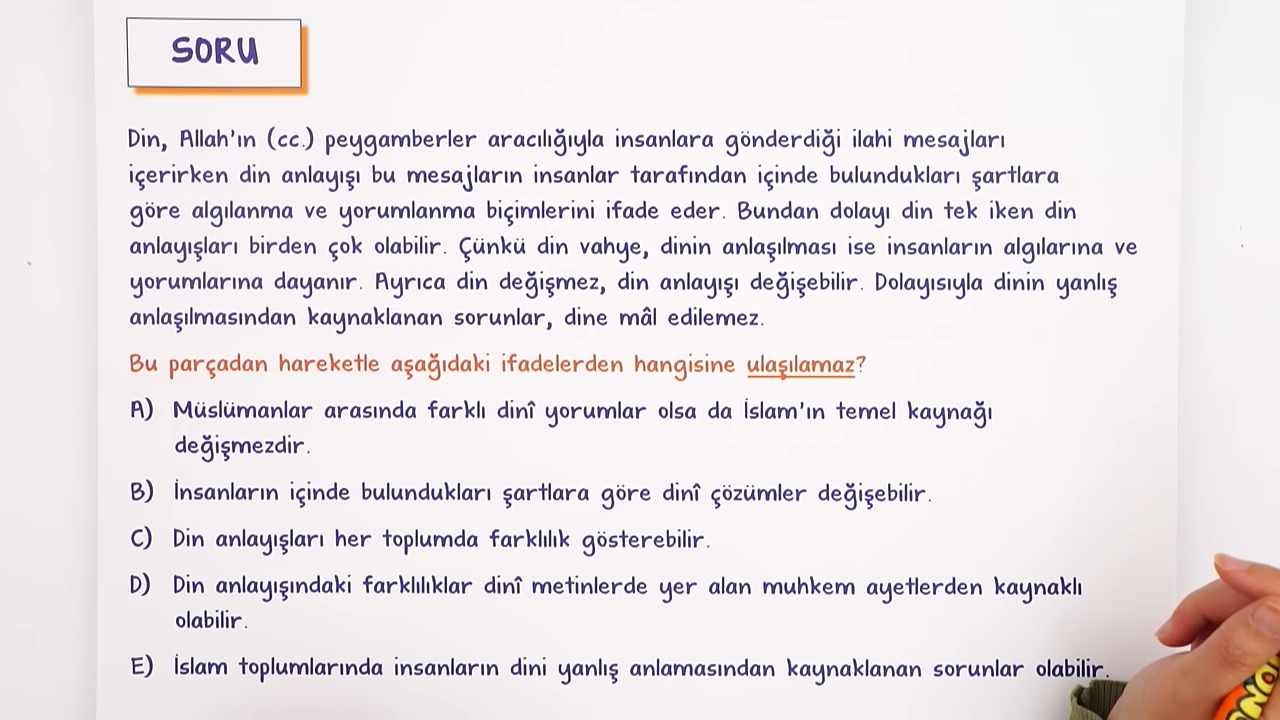 SORU
Din, Allah'ın (cc.) peygamberler aracılığıyla insanlara gönderdiği ilahi mesajları
içerirken din anlayışı bu mesajların insanlar tarafından içinde bulundukları şartlara
göre algılanma ve yorumlanma biçimlerini ifade eder. Bundan dolayı din tek iken din
anlayışları birden çok olabilir. Çünkü din vahye, dinin anlaşılması ise insanların algılarına ve
yorumlarına dayanır. Ayrıca din değişmez, din anlayışı değişebilir. Dolayısıyla dinin yanlış
anlaşılmasından kaynaklanan sorunlar, dine mâl edilemez.
Bu parçadan hareketle aşağıdaki ifadelerden hangisine ulaşılamaz?
A) Müslümanlar arasında farklı dinî yorumlar olsa da İslam'ın temel kaynağı
değişmezdir.
B) İnsanların içinde bulundukları şartlara göre dinî çözümler değişebilir.
C) Din anlayışları her toplumda farklılık gösterebilir.
D) Din anlayışındaki farklılıklar dinî metinlerde yer alan muhkem ayetlerden kaynaklı
olabilir.
E) İslam toplumlarında insanların dini yanlış anlamasından kaynaklanan sorunlar olabilir.